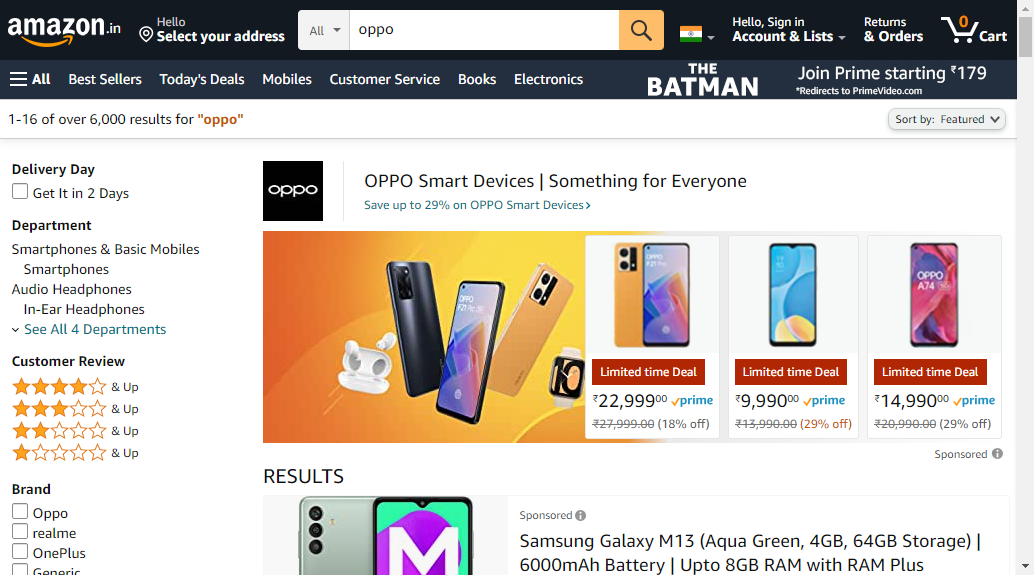 amazon.in
Hello
Select your address
All
oppo
Hello, Sign in
Account & Lists
Returns
& Orders
0
Cart
All
Best Sellers
Today's Deals
Mobiles
Customer Service
Books
Electronics
THE
BATMAN
Join Prime starting ₹179
*Redirects to PrimeVideo.com
1-16 of over 6,000 results for "oppo"
Sort by: Featured
Delivery Day
Get It in 2 Days
Department
Smartphones & Basic Mobiles
Smartphones
Audio Headphones
In-Ear Headphones
See All 4 Departments
Customer Review
& Up
& Up
& Up
& Up
Brand
Oppo
realme
OnePlus
Generic
oppo
OPPO Smart Devices | Something for Everyone
Save up to 29% on OPPO Smart Devices
OPPO
A74
Limited time Deal
₹22,99900 prime
₹27,999.00 (18% off)
Limited time Deal
₹9,99000 prime
₹13,990.00 (29% off)
Limited time Deal
₹14,99000 prime
₹20,990.00 (29% off)
Sponsored
RESULTS
M
Sponsored
Samsung Galaxy M13 (Aqua Green, 4GB, 64GB Storage) |
6000mAh Battery | Upto 8GB RAM with RAM Plus